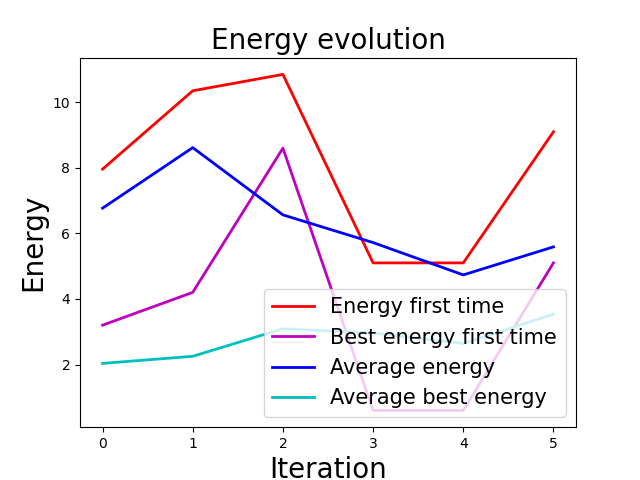 Energy evolution
Energy
10
8
6
4
2
Energy first time
Best energy first time
Average energy
Average best energy
0 1 2 3 4 5
Iteration